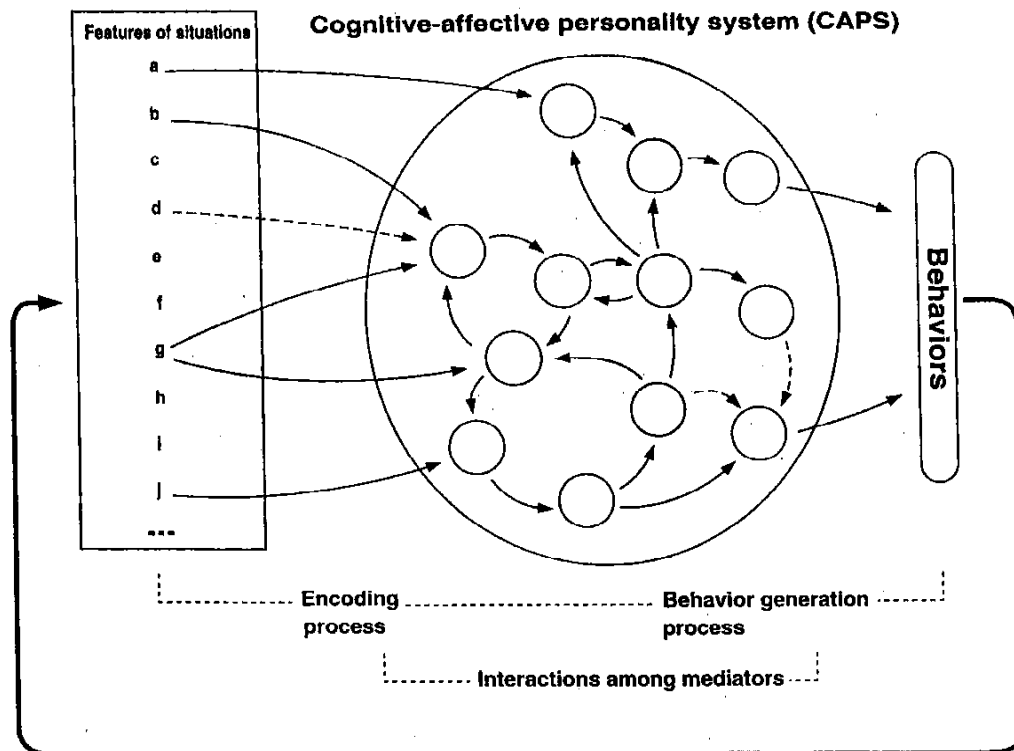 Cognitive-affective personality system (CAPS)
Features of situations
a
b
c
d
e
f
g
h
i
j
...
Behaviors
Encoding
process
Behavior generation
process
Interactions among mediators